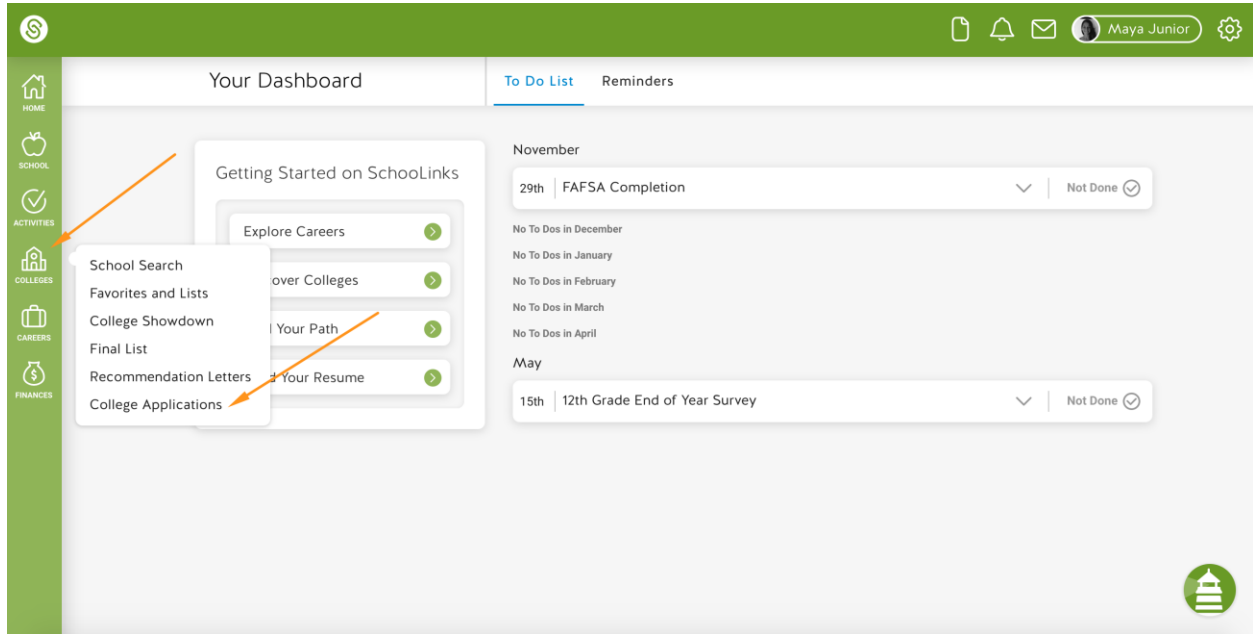 Maya Junior
HOME
SCHOOL
ACTIVITIES
COLLEGES
CAREERS
FINANCES
Your Dashboard
To Do List
Reminders
Getting Started on SchooLinks
Explore Careers
Colleges
Your Path
Your Resume
School Search
Favorites and Lists
College Showdown
Final List
Recommendation Letters
College Applications
November
29th
FAFSA Completion
Not Done
No To Dos in December
No To Dos in January
No To Dos in February
No To Dos in March
No To Dos in April
May
15th
12th Grade End of Year Survey
Not Done